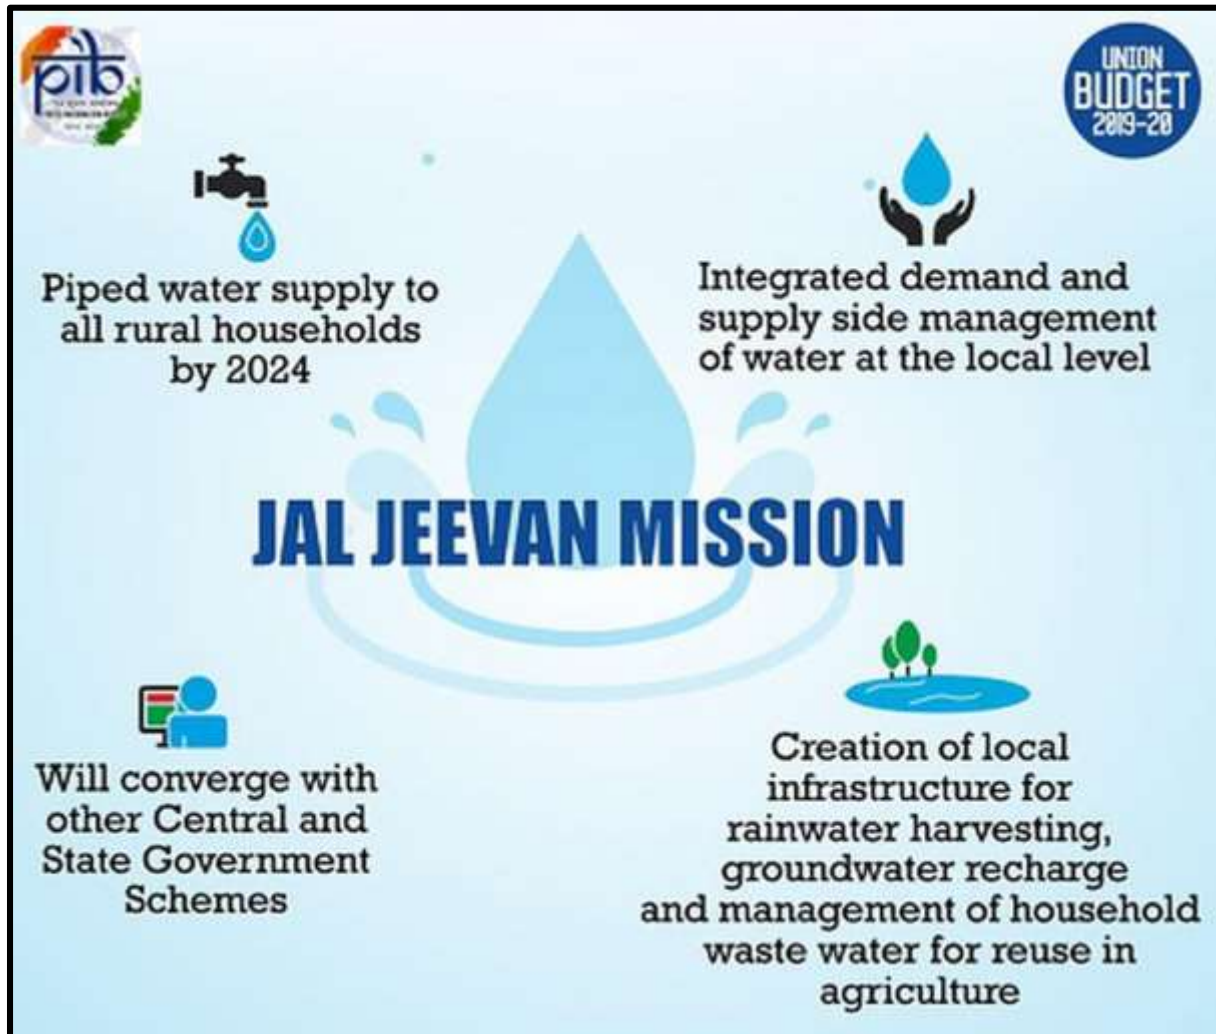 pib
UNION
BUDGET
2019-20
Piped water supply to
all rural households
by 2024
Integrated demand and
supply side management
of water at the local level
JAL JEEVAN MISSION
Will converge with
other Central and
State Government
Schemes
Creation of local
infrastructure for
rainwater harvesting,
groundwater recharge
and management of household
waste water for reuse in
agriculture